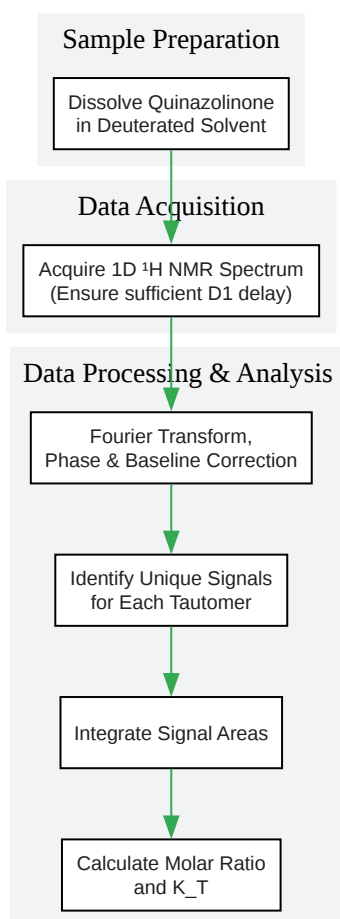 Sample Preparation
Dissolve Quinazolinone
in Deuterated Solvent
Data Acquisition
Acquire 1D ¹H NMR Spectrum
(Ensure sufficient D1 delay)
Data Processing & Analysis
Fourier Transform,
Phase & Baseline Correction
Identify Unique Signals
for Each Tautomer
Integrate Signal Areas
Calculate Molar Ratio
and K_T